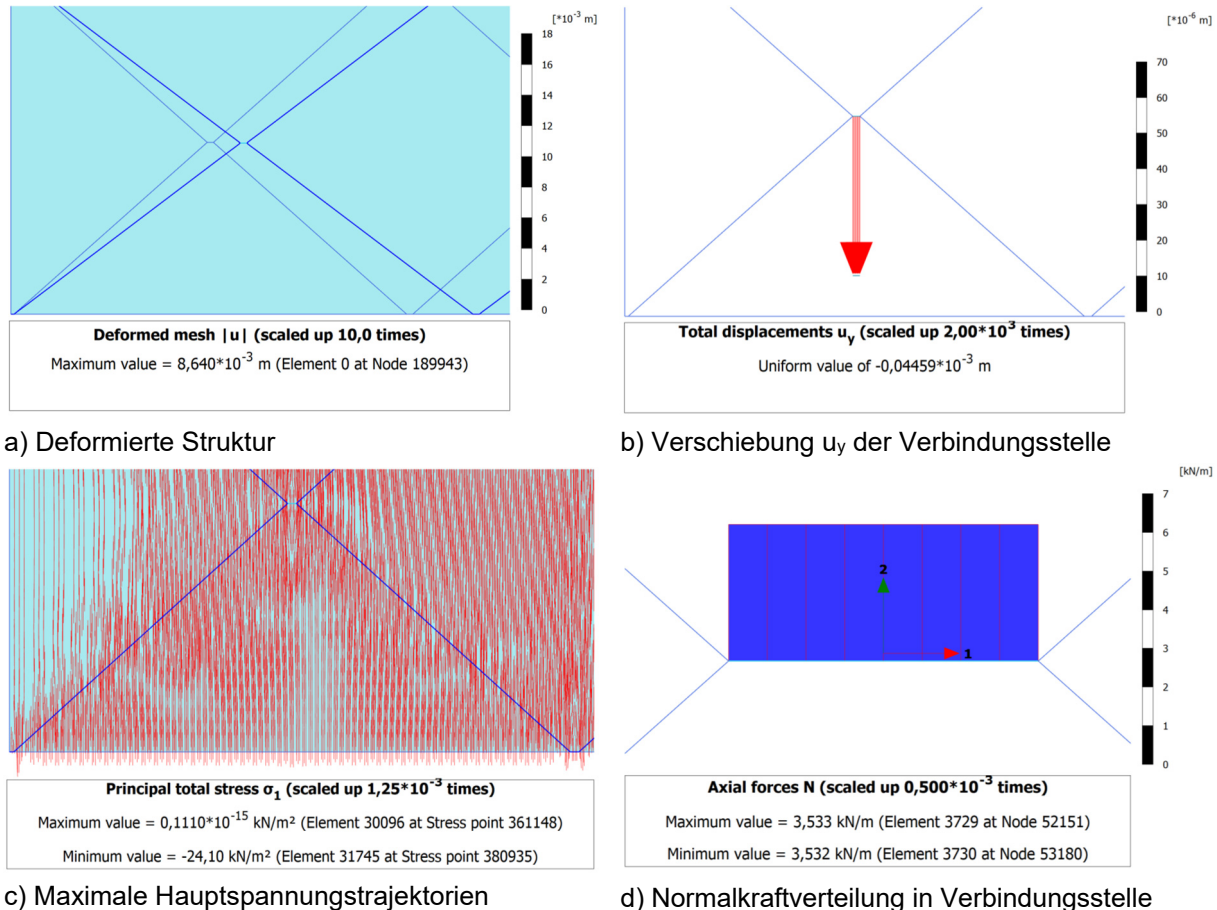 [*10⁻³ m]
18
16
14
12
10
8
6
4
2
0
Deformed mesh |u| (scaled up 10,0 times)
Maximum value = 8,640*10⁻³ m (Element 0 at Node 189943)
a) Deformierte Struktur
[*10⁻⁶ m]
70
60
50
40
30
20
10
0
Total displacements uy (scaled up 2,00*10³ times)
Uniform value of -0,04459*10⁻³ m
b) Verschiebung uy der Verbindungsstelle
Principal total stress σ₁ (scaled up 1,25*10⁻³ times)
Maximum value = 0,1110*10⁻¹⁵ kN/m² (Element 30096 at Stress point 361148)
Minimum value = -24,10 kN/m² (Element 31745 at Stress point 380935)
c) Maximale Hauptspannungstrajektorien
[kN/m]
7
6
5
4
3
2
1
0
2
1
Axial forces N (scaled up 0,500*10⁻³ times)
Maximum value = 3,533 kN/m (Element 3729 at Node 52151)
Minimum value = 3,532 kN/m (Element 3730 at Node 53180)
d) Normalkraftverteilung in Verbindungsstelle